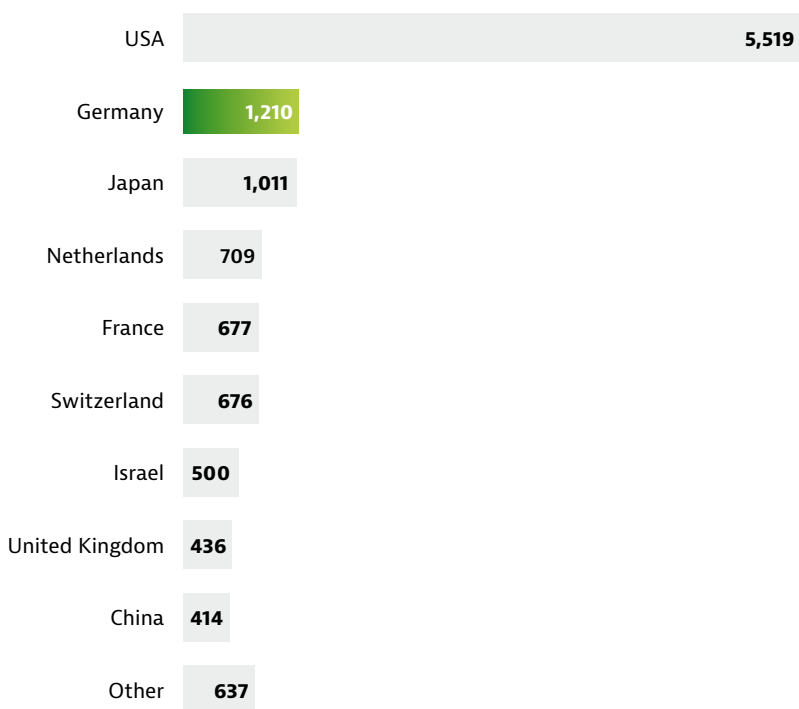 USA 5,519
Germany 1,210
Japan 1,011
Netherlands 709
France 677
Switzerland 676
Israel 500
United Kingdom 436
China 414
Other 637